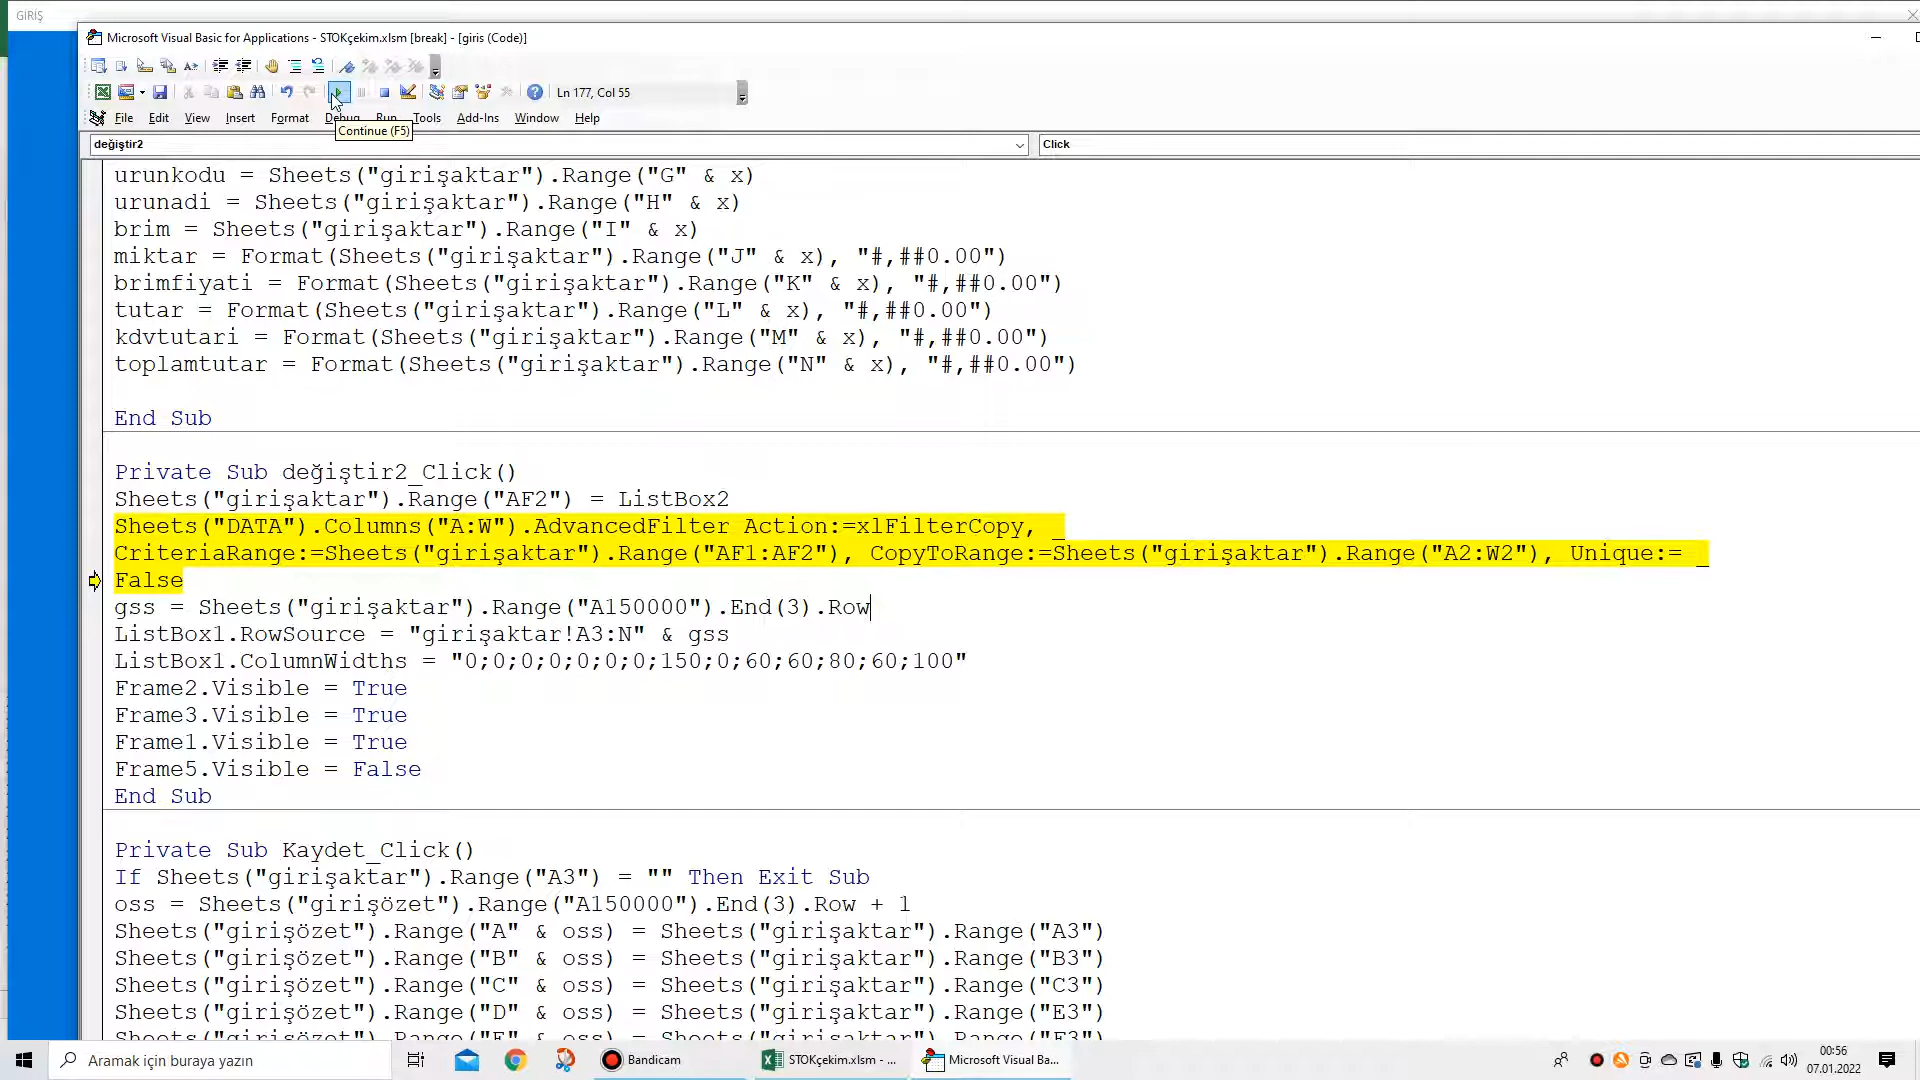 GİRİŞ
Microsoft Visual Basic for Applications - STOKçekim.xlsm [break] - [giris (Code)]
Ln 177, Col 55
File Edit View Insert Format Debug Run Tools Add-Ins Window Help
Continue (F5)
değiştir2
Click
urunkodu = Sheets("girişaktar").Range("G" & x)
urunadi = Sheets("girişaktar").Range("H" & x)
brim = Sheets("girişaktar").Range("I" & x)
miktar = Format(Sheets("girişaktar").Range("J" & x), "#,##0.00")
brimfiyati = Format(Sheets("girişaktar").Range("K" & x), "#,##0.00")
tutar = Format(Sheets("girişaktar").Range("L" & x), "#,##0.00")
kdvtutari = Format(Sheets("girişaktar").Range("M" & x), "#,##0.00")
toplamtutar = Format(Sheets("girişaktar").Range("N" & x), "#,##0.00")
End Sub
Private Sub değiştir2_Click()
Sheets("girişaktar").Range("AF2") = ListBox2
Sheets("DATA").Columns("A:W").AdvancedFilter Action:=xlFilterCopy, _
CriteriaRange:=Sheets("girişaktar").Range("AF1:AF2"), CopyToRange:=Sheets("girişaktar").Range("A2:W2"), Unique:= _
False
gss = Sheets("girişaktar").Range("A150000").End(3).Row
ListBox1.RowSource = "girişaktar!A3:N" & gss
ListBox1.ColumnWidths = "0;0;0;0;0;0;0;150;0;60;60;80;60;100"
Frame2.Visible = True
Frame3.Visible = True
Frame1.Visible = True
Frame5.Visible = False
End Sub
Private Sub Kaydet_Click()
If Sheets("girişaktar").Range("A3") = "" Then Exit Sub
oss = Sheets("girişözet").Range("A150000").End(3).Row + 1
Sheets("girişözet").Range("A" & oss) = Sheets("girişaktar").Range("A3")
Sheets("girişözet").Range("B" & oss) = Sheets("girişaktar").Range("B3")
Sheets("girişözet").Range("C" & oss) = Sheets("girişaktar").Range("C3")
Sheets("girişözet").Range("D" & oss) = Sheets("girişaktar").Range("E3")
Sheets("girişözet").Range("E" & oss) = Sheets("girişaktar").Range("F3")
Aramak için buraya yazın
Bandicam
STOKçekim.xlsm - ...
Microsoft Visual Ba...
00:56
07.01.2022